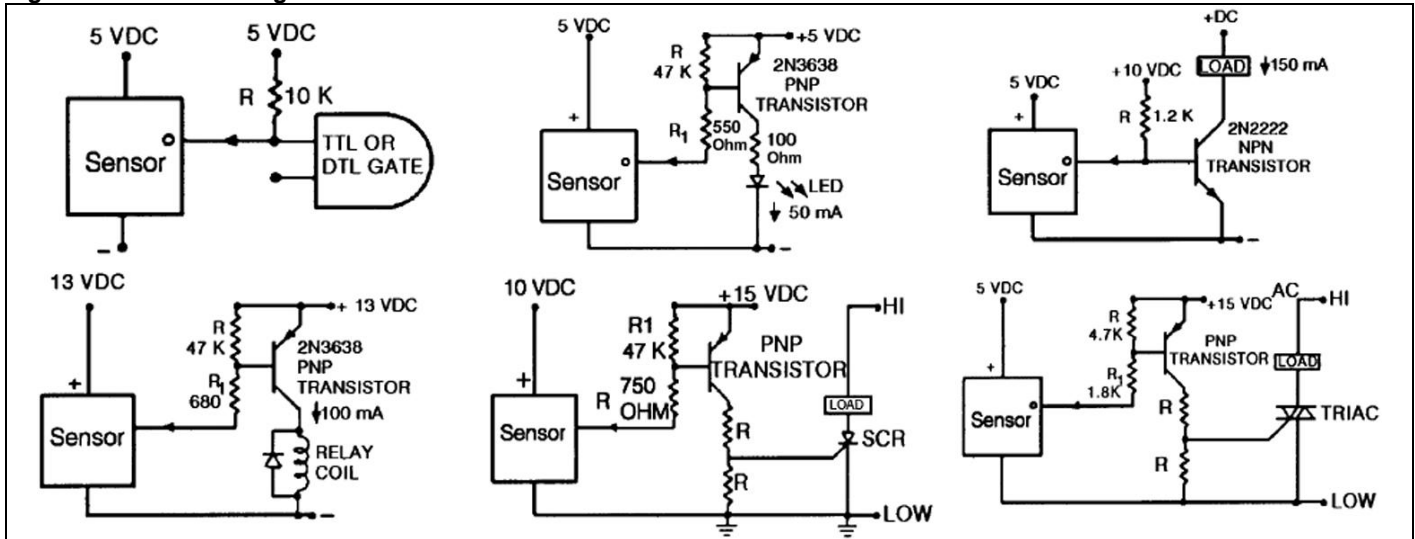 5 VDC
5 VDC
R 10 K
Sensor
TTL OR
DTL GATE
–
5 VDC
+5 VDC
R
47 K
2N3638
PNP
TRANSISTOR
+
R1
550
Ohm
100
Ohm
Sensor
LED
50 mA
–
+DC
LOAD
150 mA
5 VDC
+10 VDC
R
1.2 K
+
2N2222
NPN
TRANSISTOR
Sensor
–
13 VDC
+ 13 VDC
R
47 K
2N3638
PNP
TRANSISTOR
+
R1
680
100 mA
Sensor
RELAY
COIL
–
10 VDC
+15 VDC
HI
R1
47 K
PNP
TRANSISTOR
+
R
750
OHM
LOAD
Sensor
R
SCR
R
LOW
5 VDC
+15 VDC
AC
HI
R
4.7K
PNP
TRANSISTOR
LOAD
+
R1
1.8K
Sensor
R
TRIAC
R
LOW